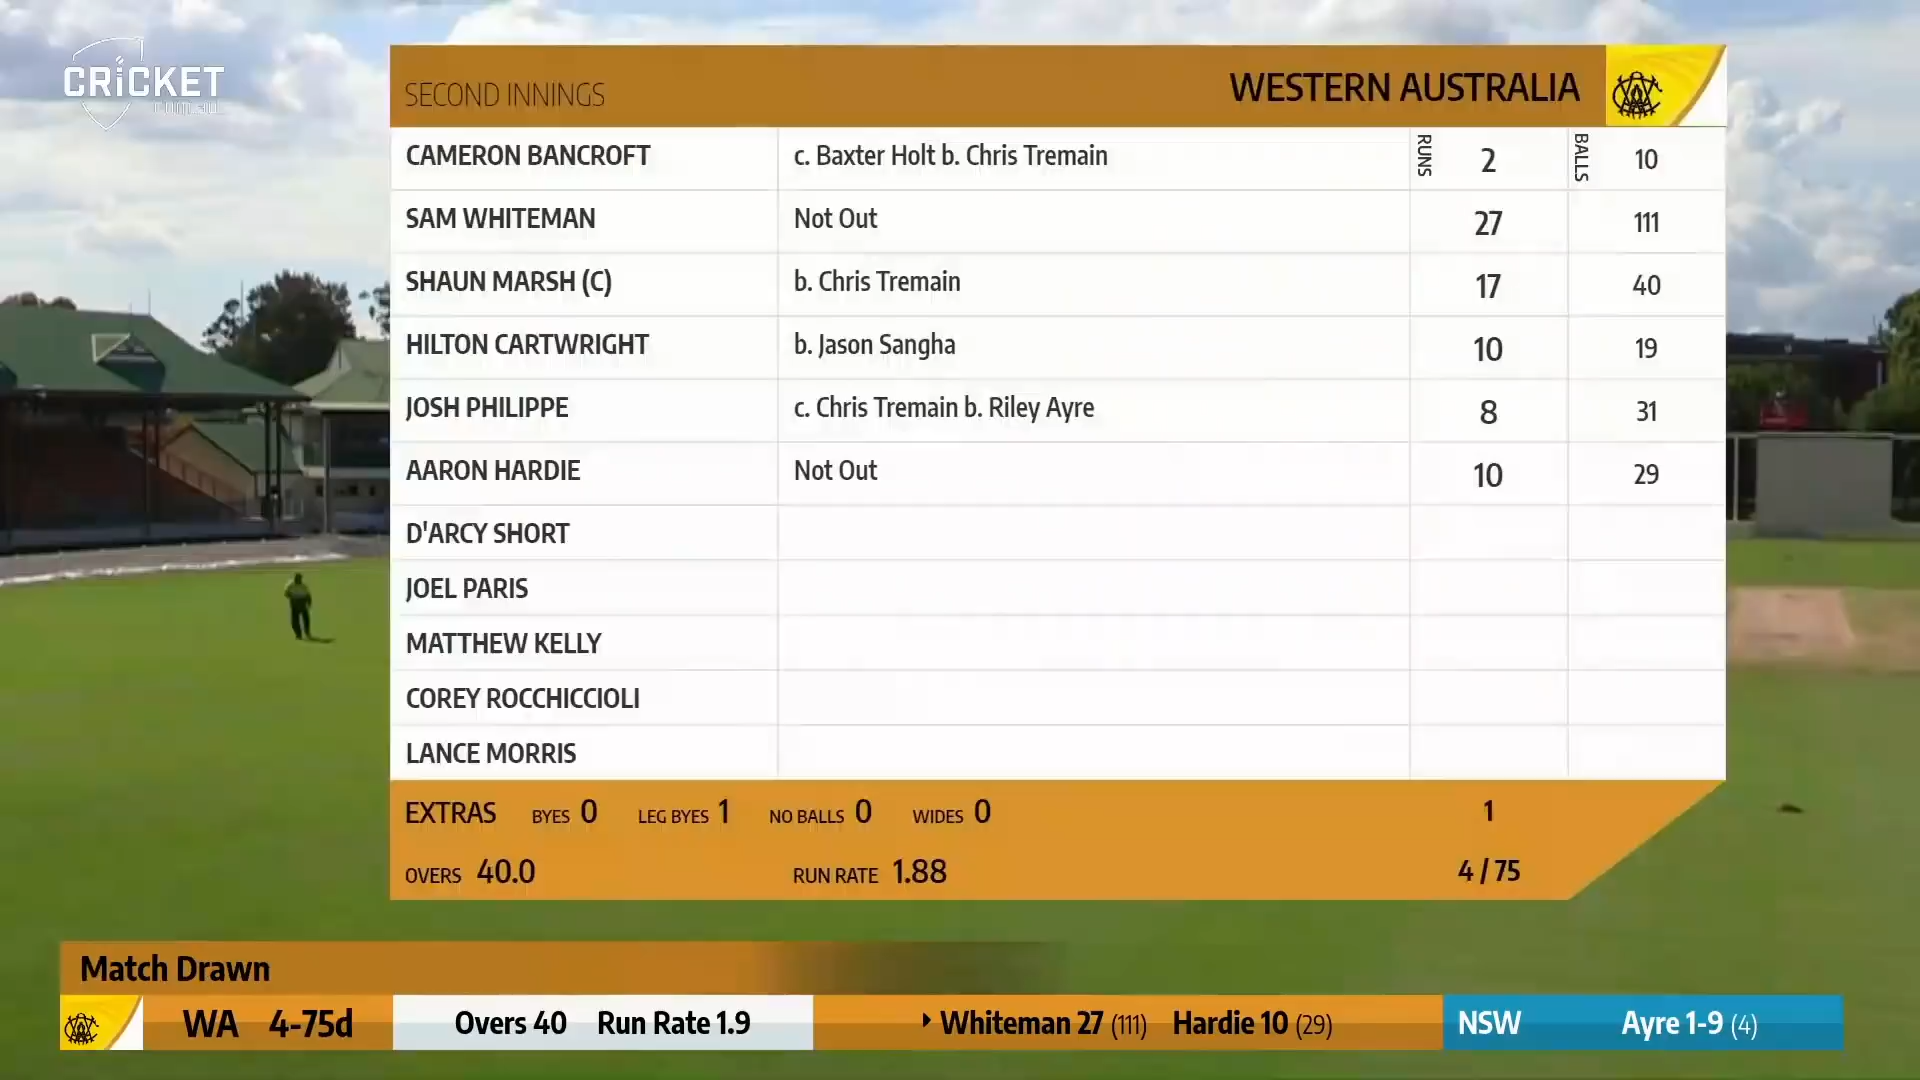 CRICKET
.COM.AU
SECOND INNINGS WESTERN AUSTRALIA
RUNS BALLS
CAMERON BANCROFT c. Baxter Holt b. Chris Tremain 2 10
SAM WHITEMAN Not Out 27 111
SHAUN MARSH (C) b. Chris Tremain 17 40
HILTON CARTWRIGHT b. Jason Sangha 10 19
JOSH PHILIPPE c. Chris Tremain b. Riley Ayre 8 31
AARON HARDIE Not Out 10 29
D'ARCY SHORT
JOEL PARIS
MATTHEW KELLY
COREY ROCCHICCIOLI
LANCE MORRIS
EXTRAS BYES 0 LEG BYES 1 NO BALLS 0 WIDES 0 1
OVERS 40.0 RUN RATE 1.88 4 / 75
Match Drawn
WA 4-75d Overs 40 Run Rate 1.9 Whiteman 27 (111) Hardie 10 (29) NSW Ayre 1-9 (4)